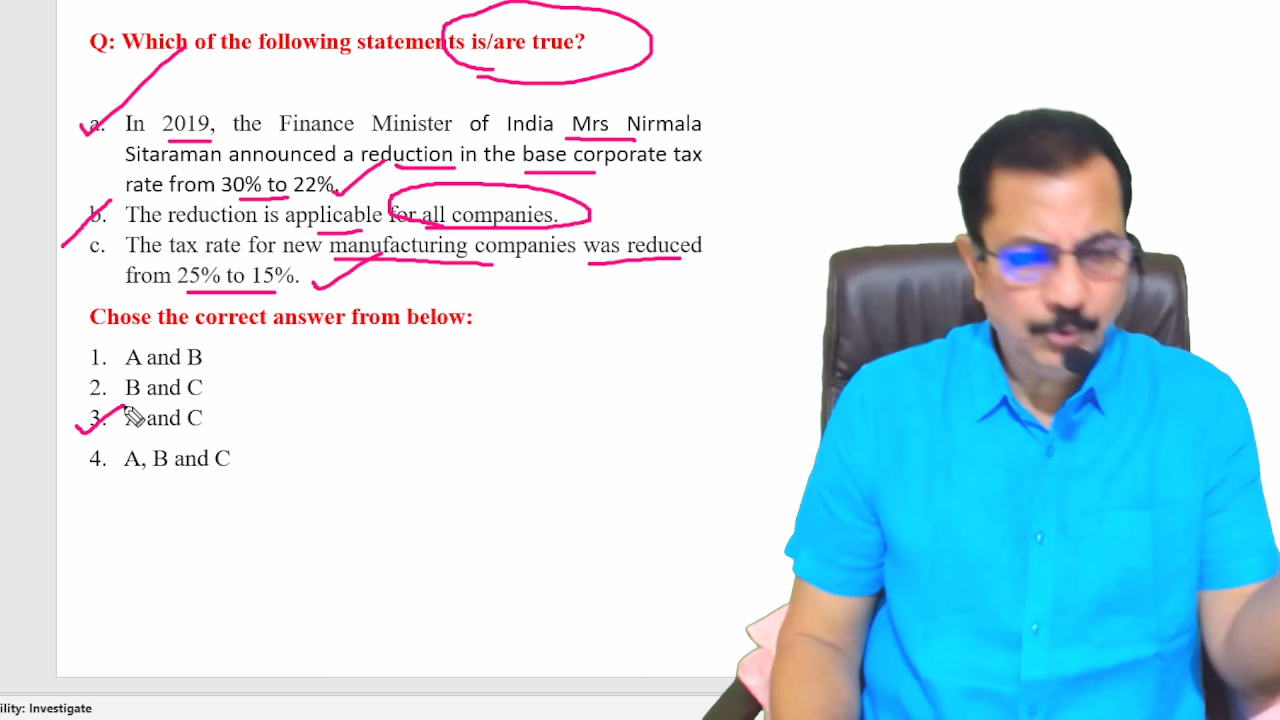 Q: Which of the following statements is/are true?
a. In 2019, the Finance Minister of India Mrs Nirmala
Sitaraman announced a reduction in the base corporate tax
rate from 30% to 22%.
b. The reduction is applicable for all companies.
c. The tax rate for new manufacturing companies was reduced
from 25% to 15%.
Chose the correct answer from below:
1. A and B
2. B and C
3. and C
4. A, B and C
ility: Investigate